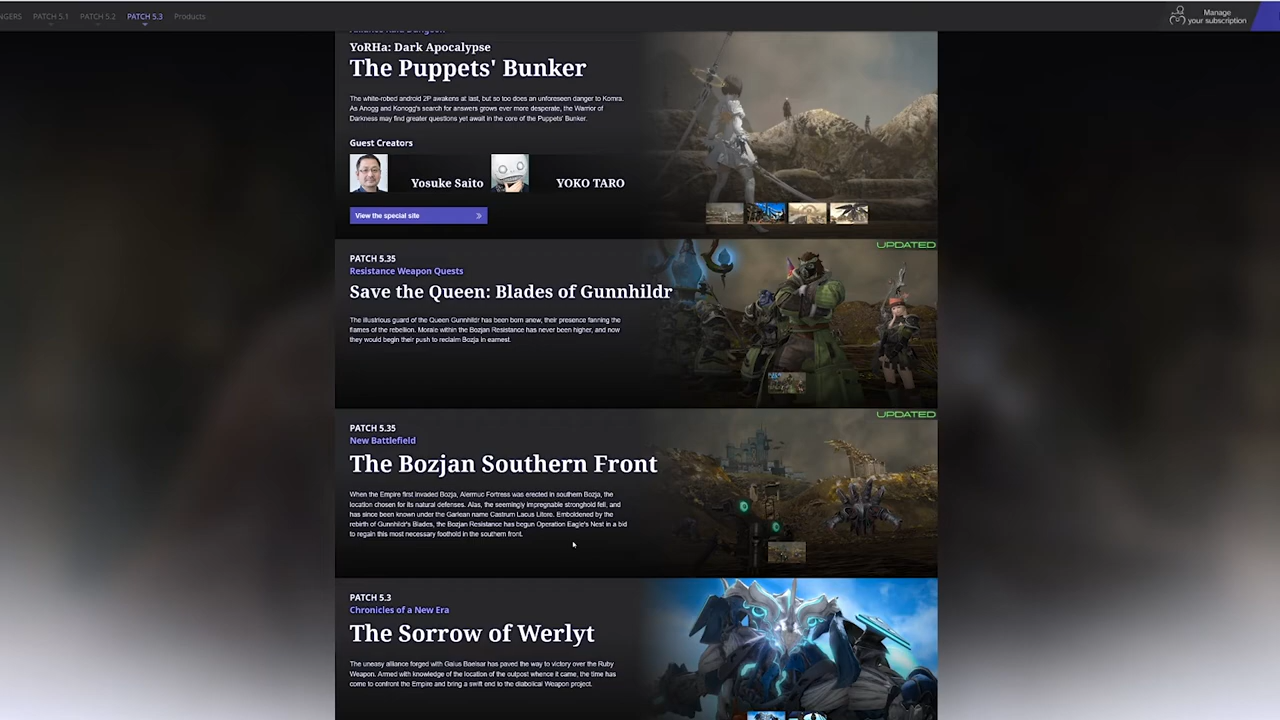 NGERS PATCH 5.1 PATCH 5.2 PATCH 5.3 Products
Manage
your subscription
Alliance Raid Dungeon
YoRHa: Dark Apocalypse
The Puppets' Bunker
The white-robed android 2P awakens at last, but so too does an unforeseen danger to Komra.
As Anogg and Konogg's search for answers grows ever more desperate, the Warrior of
Darkness may find greater questions yet await in the core of the Puppets' Bunker.
Guest Creators
Yosuke Saito YOKO TARO
View the special site
UPDATED
PATCH 5.35
Resistance Weapon Quests
Save the Queen: Blades of Gunnhildr
The illustrious guard of the Queen Gunnhildr has been born anew, their presence fanning the
flames of the rebellion. Morale within the Bozjan Resistance has never been higher, and now
they would begin their push to reclaim Bozja in earnest.
UPDATED
PATCH 5.35
New Battlefield
The Bozjan Southern Front
When the Empire first invaded Bozja, Alermuc Fortress was erected in southern Bozja, the
location chosen for its natural defenses. Alas, the seemingly impregnable stronghold fell, and
has since been known under the Garlean name Castrum Lacus Litore. Emboldened by the
rebirth of Gunnhildr's Blades, the Bozjan Resistance has begun Operation Eagle's Nest in a bid
to regain this most necessary foothold in the southern front.
PATCH 5.3
Chronicles of a New Era
The Sorrow of Werlyt
The uneasy alliance forged with Gaius Baelsar has paved the way to victory over the Ruby
Weapon. Armed with knowledge of the location of the outpost whence it came, the time has
come to confront the Empire and bring a swift end to the diabolical Weapon project.